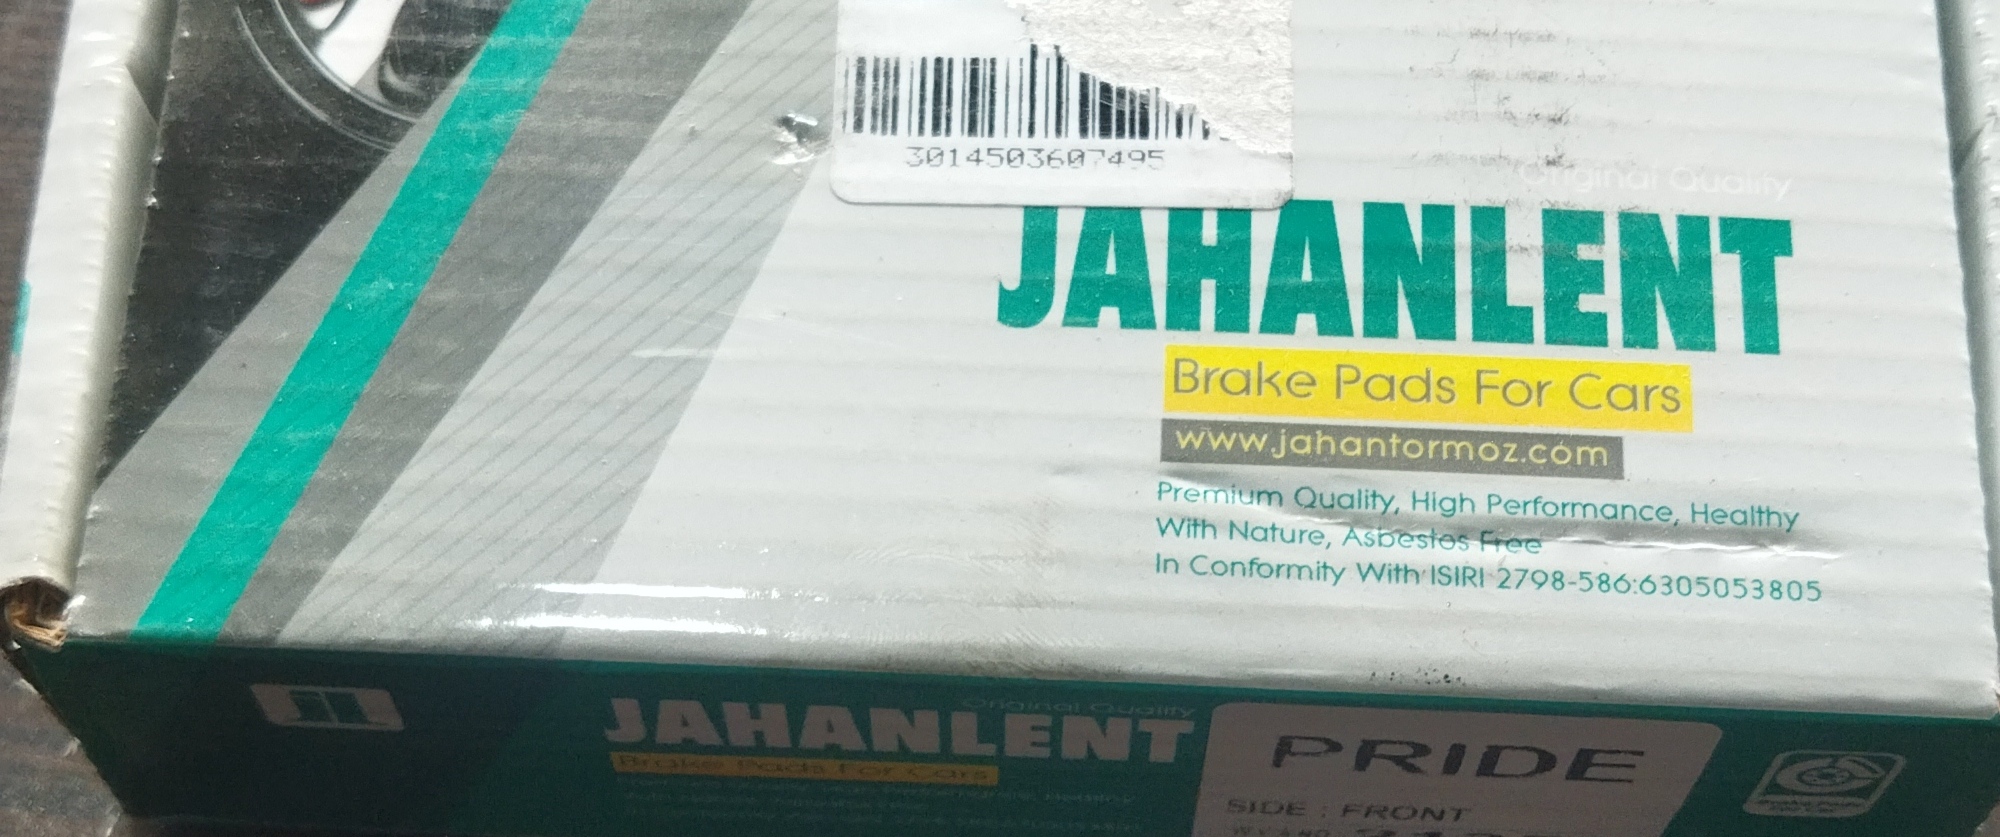 3014503607495
Original Quality
JAHANLENT
Brake Pads For Cars
www.jahantormoz.com
Premium Quality, High Performance, Healthy
With Nature, Asbestos Free
In Conformity With ISIRI 2798-586:6305053805
Original Quality
JAHANLENT
Brake Pads For Cars
PRIDE
SIDE : FRONT